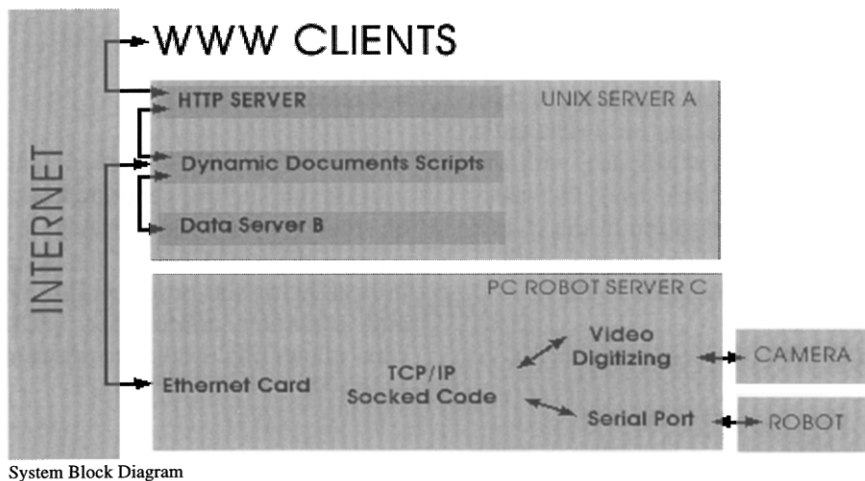 WWW CLIENTS
INTERNET
UNIX SERVER A
HTTP SERVER
Dynamic Documents Scripts
Data Server B
PC ROBOT SERVER C
Ethernet Card
TCP/IP
Socked Code
Video
Digitizing
Serial Port
CAMERA
ROBOT
System Block Diagram